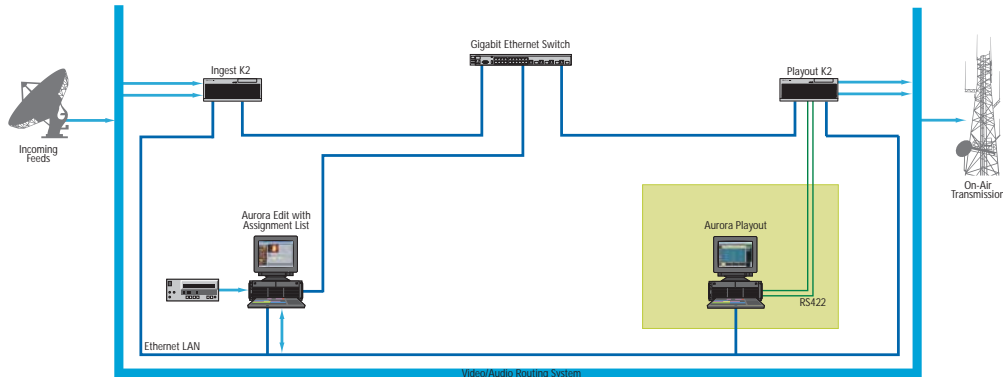 Gigabit Ethernet Switch
Ingest K2
Playout K2
Incoming
Feeds
On-Air
Transmission
Aurora Edit with
Assignment List
Aurora Playout
RS422
Ethernet LAN
Video/Audio Routing System